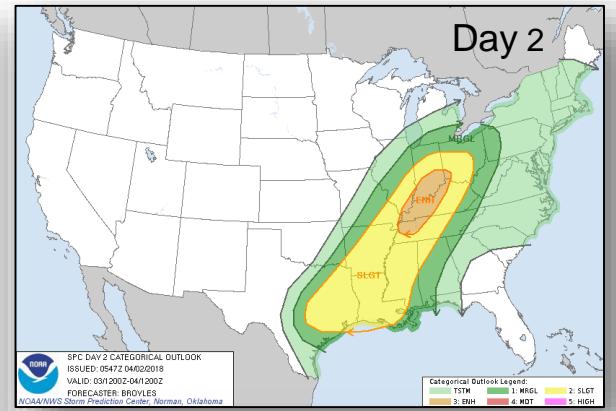 Day 2
MRGL
ENH
SLGT
NOAA
SPC DAY 2 CATEGORICAL OUTLOOK
ISSUED: 0547Z 04/02/2018
VALID: 03/1200Z-04/1200Z
FORECASTER: BROYLES
NOAA/NWS Storm Prediction Center, Norman, Oklahoma
Categorical Outlook Legend:
TSTM 1: MRGL 2: SLGT
3: ENH 4: MDT 5: HIGH